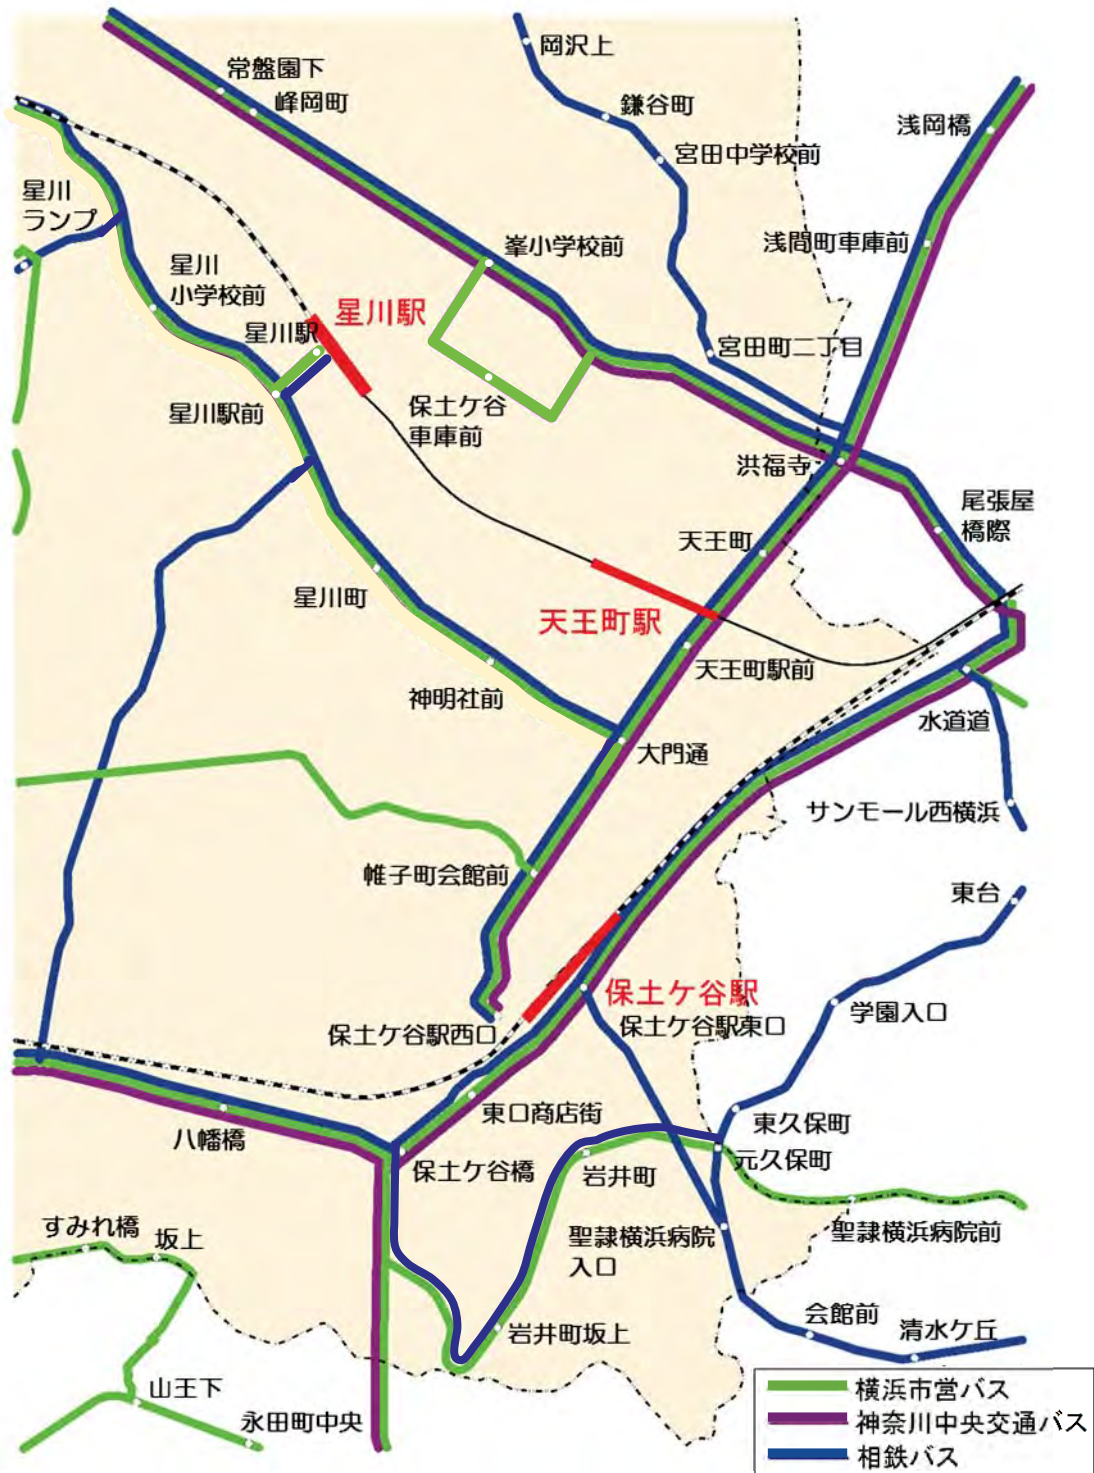 岡沢上
常盤園下
峰岡町
鎌谷町
浅岡橋
宮田中学校前
星川
ランプ
峯小学校前
浅間町車庫前
星川
小学校前
星川駅
星川駅
宮田町二丁目
星川駅前
保土ケ谷
車庫前
洪福寺
尾張屋
橋際
天王町
星川町
天王町駅
天王町駅前
神明社前
水道道
大門通
サンモール西横浜
帷子町会館前
東台
保土ケ谷駅
学園入口
保土ケ谷駅西口
保土ケ谷駅東口
東口商店街
東久保町
八幡橋
保土ケ谷橋
岩井町
元久保町
すみれ橋
坂上
聖隷横浜病院
入口
聖隷横浜病院前
岩井町坂上
会館前
清水ケ丘
山王下
永田町中央
横浜市営バス
神奈川中央交通バス
相鉄バス